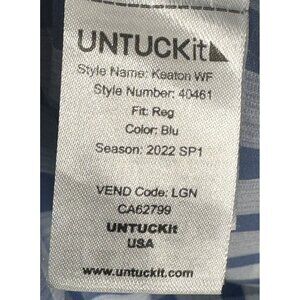 UNTUCKit
Style Name: Keaton WF
Style Number: 40461
Fit: Reg
Color: Blu
Season: 2022 SP1
VEND Code: LGN
CA62799
UNTUCKit
USA
www.untuckit.com